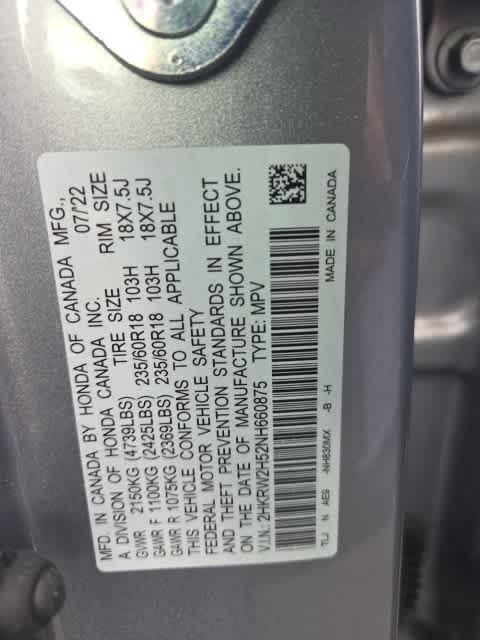 MFD. IN CANADA BY HONDA OF CANADA MFG.,
A DIVISION OF HONDA CANADA INC. 07/22
TIRE SIZE RIM SIZE
GVWR 2150KG (4739LBS)
GAWR F 1100KG (2425LBS) 235/60R18 103H 18X7.5J
GAWR R 1075KG (2369LBS) 235/60R18 103H 18X7.5J
THIS VEHICLE CONFORMS TO ALL APPLICABLE
FEDERAL MOTOR VEHICLE SAFETY
AND THEFT PREVENTION STANDARDS IN EFFECT
ON THE DATE OF MANUFACTURE SHOWN ABOVE.
V.I.N.: 2HKRW2H52NH660875 TYPE: MPV
TLJ N AE9 -NH830MX -B -H MADE IN CANADA